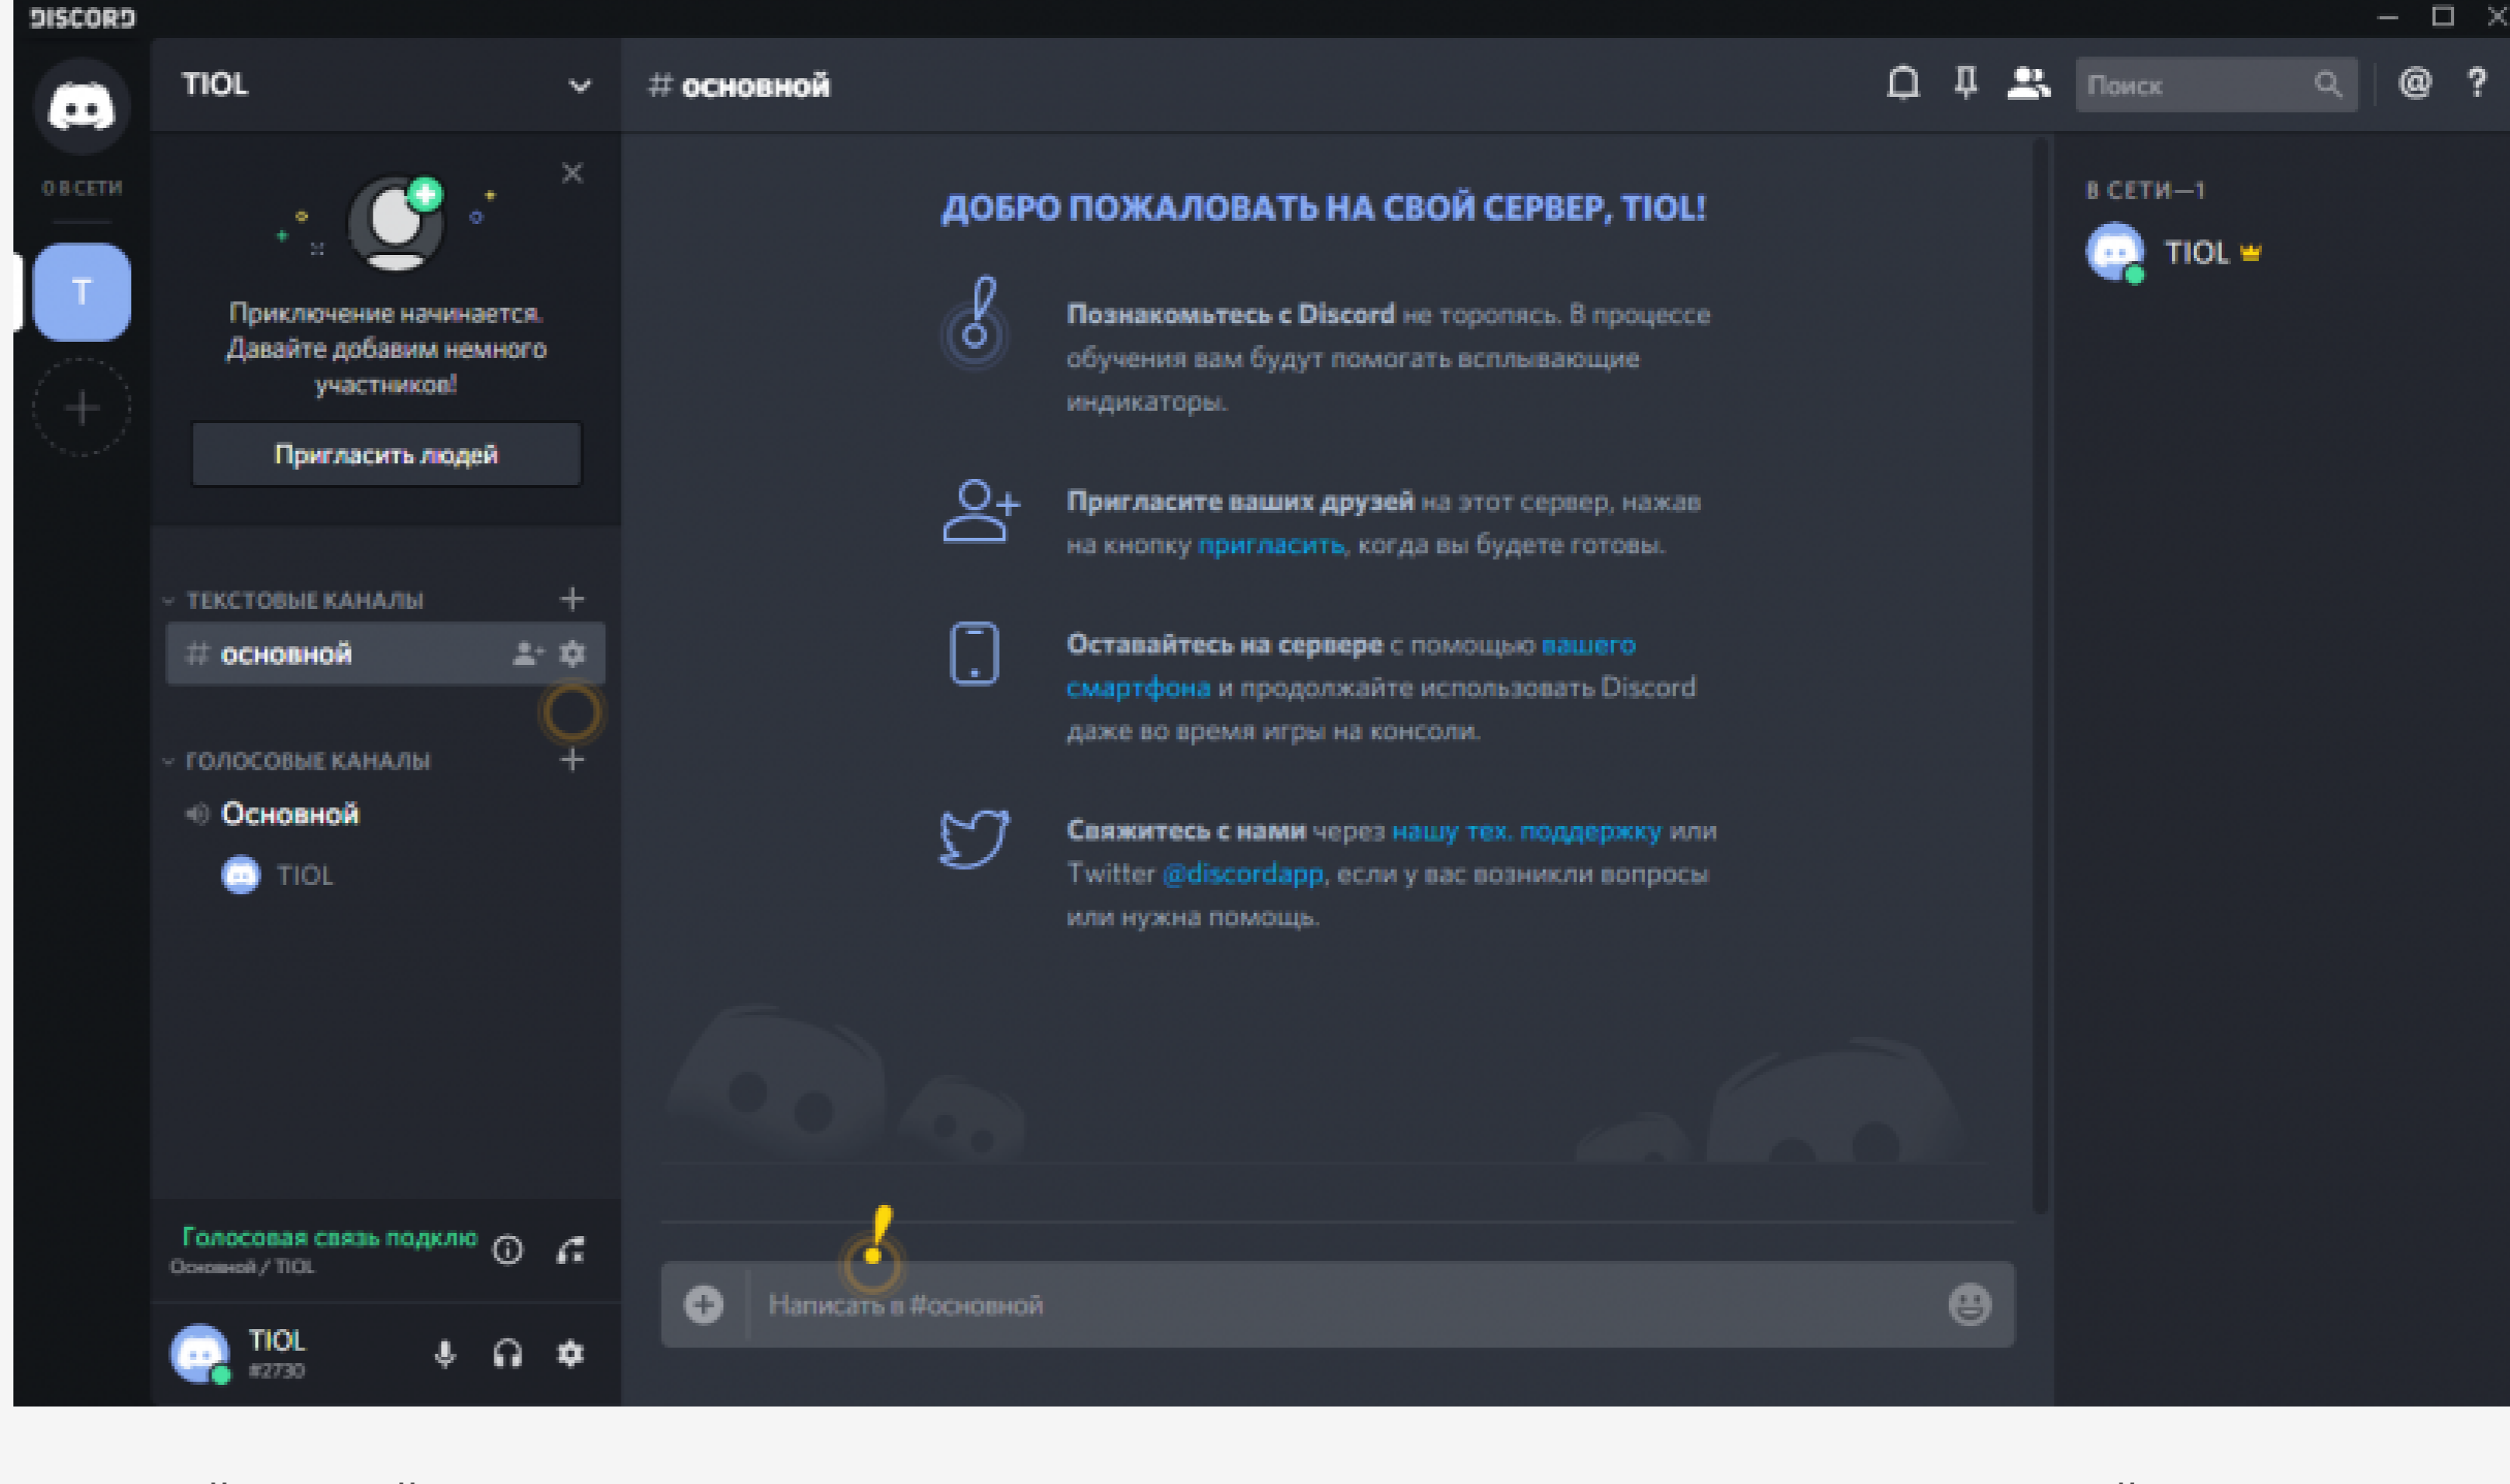 DISCORD
TIOL
# основной
Поиск
@ ?
0 В СЕТИ
T
Приключение начинается.
Давайте добавим немного
участников!
Пригласить людей
ТЕКСТОВЫЕ КАНАЛЫ
# основной
ГОЛОСОВЫЕ КАНАЛЫ
Основной
TIOL
Голосовая связь подклю
Основной / TIOL
TIOL
#2730
ДОБРО ПОЖАЛОВАТЬ НА СВОЙ СЕРВЕР, TIOL!
Познакомьтесь с Discord не торопясь. В процессе
обучения вам будут помогать всплывающие
индикаторы.
Пригласите ваших друзей на этот сервер, нажав
на кнопку пригласить, когда вы будете готовы.
Оставайтесь на сервере с помощью вашего
смартфона и продолжайте использовать Discord
даже во время игры на консоли.
Свяжитесь с нами через нашу тех. поддержку или
Twitter @discordapp, если у вас возникли вопросы
или нужна помощь.
Написать в #основной
В СЕТИ—1
TIOL